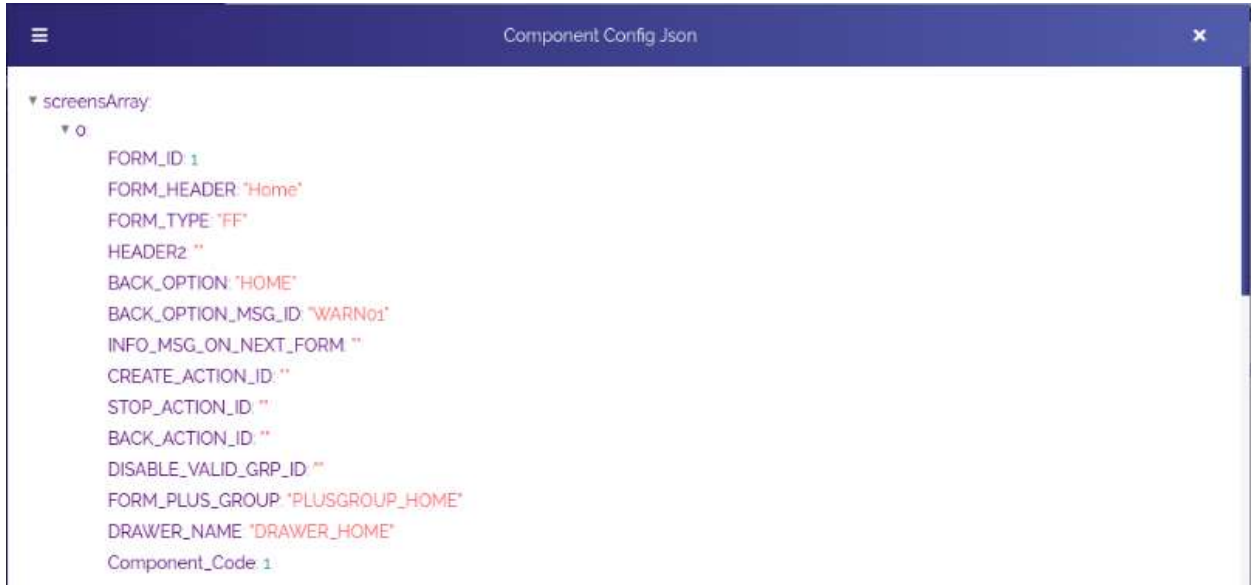 Component Config Json
screensArray:
0:
FORM_ID: 1
FORM_HEADER: "Home"
FORM_TYPE: "FF"
HEADER2: ""
BACK_OPTION: "HOME"
BACK_OPTION_MSG_ID: "WARN01"
INFO_MSG_ON_NEXT_FORM: ""
CREATE_ACTION_ID: ""
STOP_ACTION_ID: ""
BACK_ACTION_ID: ""
DISABLE_VALID_GRP_ID: ""
FORM_PLUS_GROUP: "PLUSGROUP_HOME"
DRAWER_NAME: "DRAWER_HOME"
Component_Code: 1